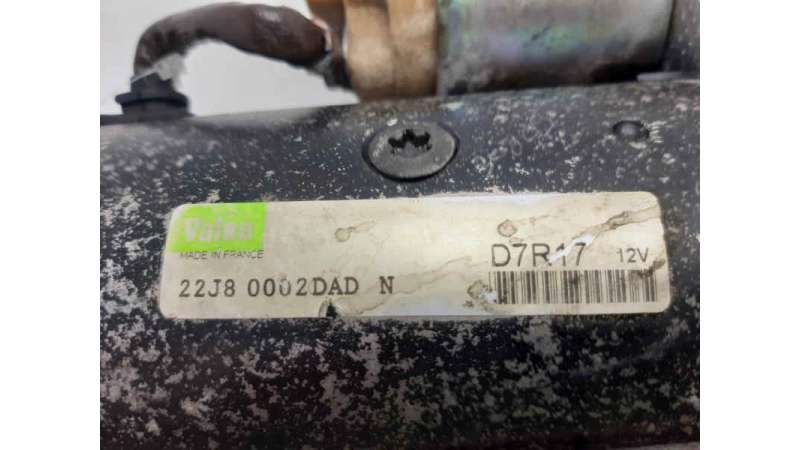 Valeo
MADE IN FRANCE
D7R17 12V
22J8 0002DAD N